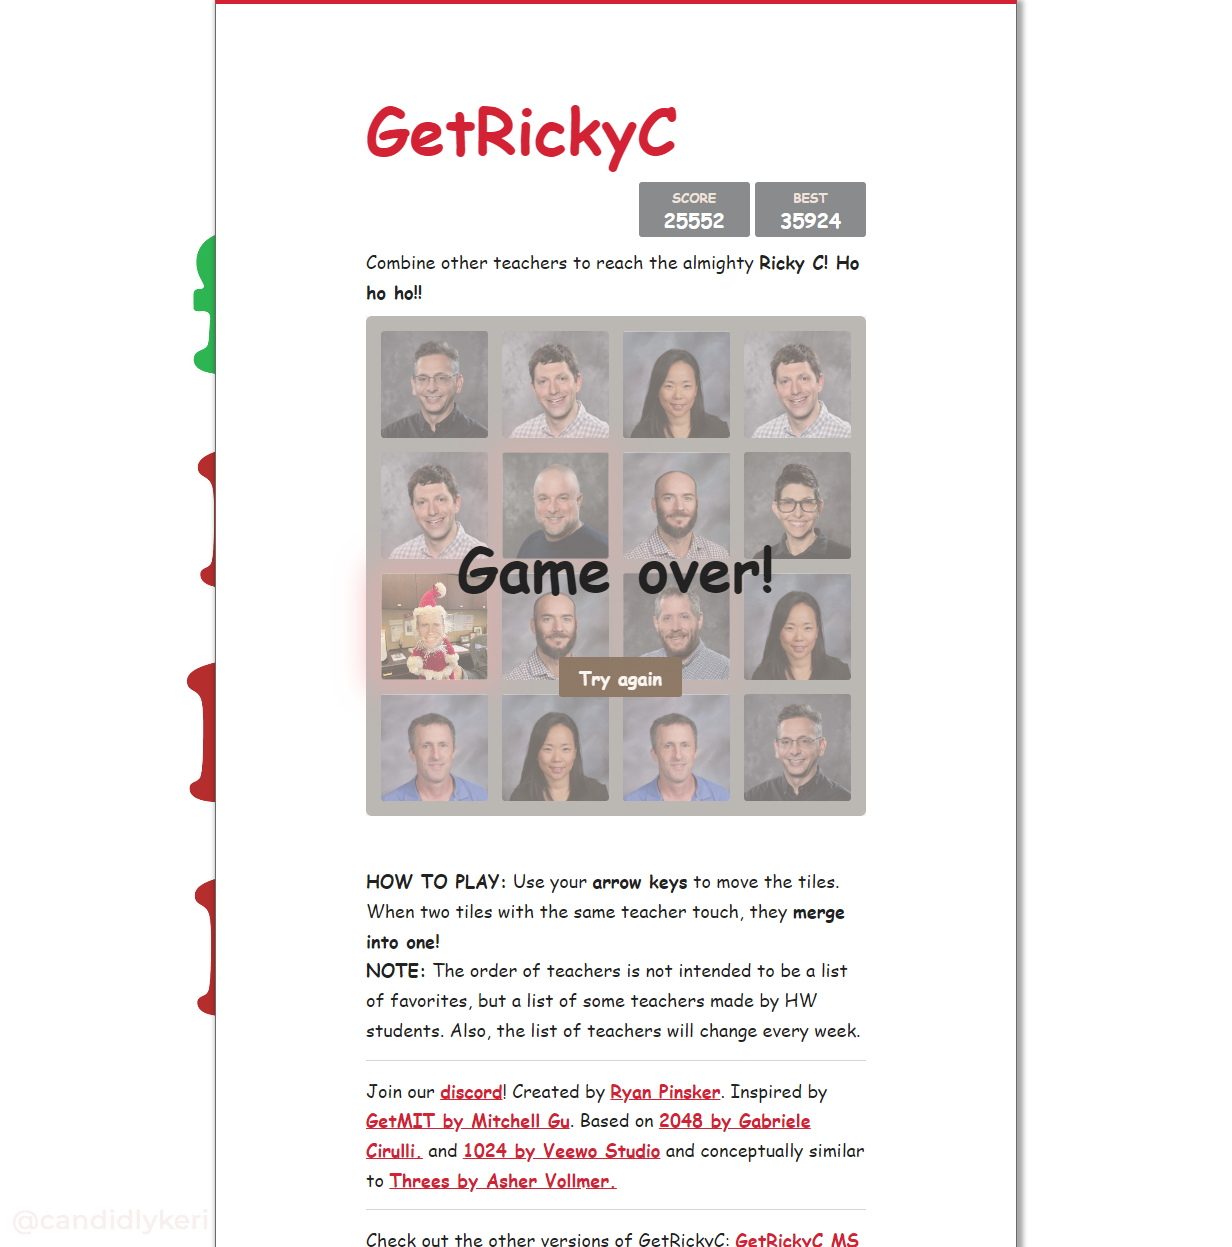 GetRickyC
SCORE
25552
BEST
35924
Combine other teachers to reach the almighty Ricky C! Ho
ho ho!!
Game over!
Try again
HOW TO PLAY: Use your arrow keys to move the tiles.
When two tiles with the same teacher touch, they merge
into one!
NOTE: The order of teachers is not intended to be a list
of favorites, but a list of some teachers made by HW
students. Also, the list of teachers will change every week.
Join our discord! Created by Ryan Pinsker. Inspired by
GetMIT by Mitchell Gu. Based on 2048 by Gabriele
Cirulli. and 1024 by Veewo Studio and conceptually similar
to Threes by Asher Vollmer.
@candidlykeri
Check out the other versions of GetRickyC: GetRickyC MS